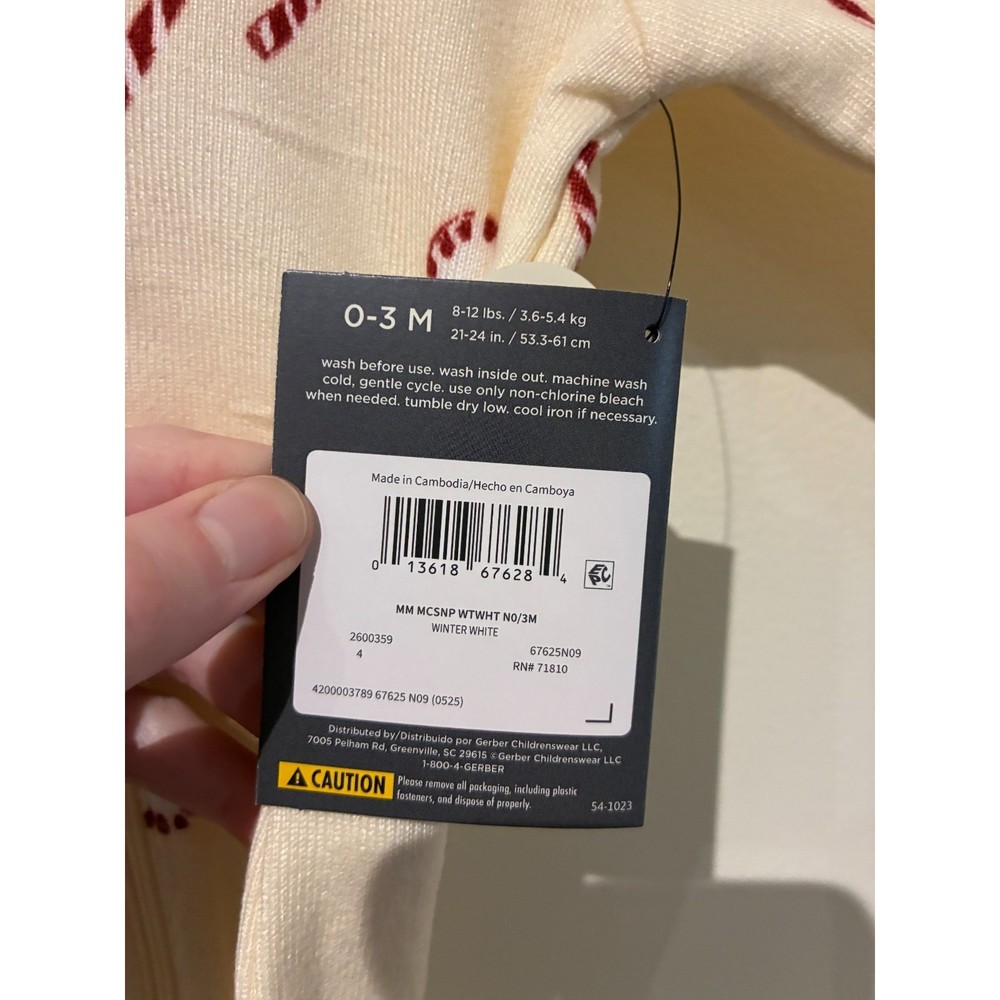 0-3 M
8-12 lbs. / 3.6-5.4 kg
21-24 in. / 53.3-61 cm
wash before use. wash inside out. machine wash
cold, gentle cycle. use only non-chlorine bleach
when needed. tumble dry low. cool iron if necessary.
Made in Cambodia/Hecho en Camboya
0 13618 67628 4
EPC
MM MCSNP WTWHT N0/3M
WINTER WHITE
2600359
4
67625N09
RN# 71810
4200003789 67625 N09 (0525)
Distributed by/Distribuido por Gerber Childrenswear LLC,
7005 Pelham Rd, Greenville, SC 29615 © Gerber Childrenswear LLC
1-800-4-GERBER
CAUTION
Please remove all packaging, including plastic
fasteners, and dispose of properly.
54-1023